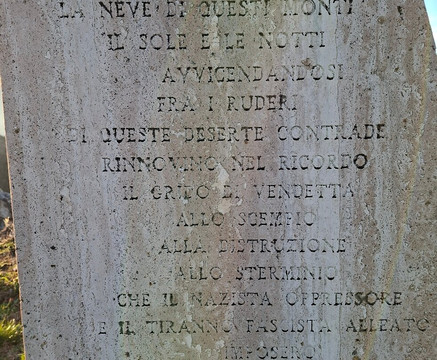 LA NEVE DI QUESTI MONTI
IL SOLE E LE NOTTI
AVVICENDANDOSI
FRA I RUDERI
DI QUESTE DESERTE CONTRADE
RINNOVINO NEL RICORDO
IL GRIDO DI VENDETTA
ALLO SCEMPIO
ALLA DISTRUZIONE
ALLO STERMINIO
CHE IL NAZISTA OPPRESSORE
E IL TIRANNO FASCISTA ALLEATO
IMPOSERO